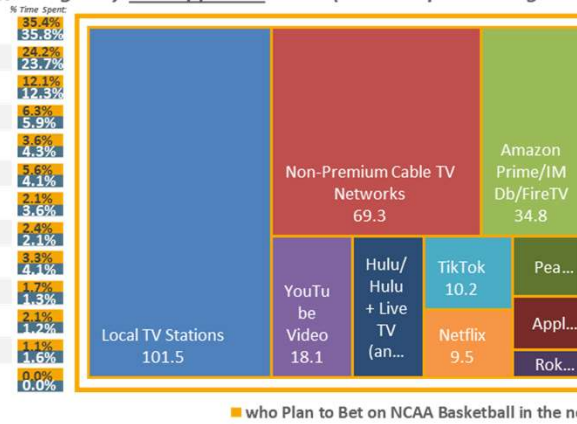 % Time Spent:
35.4%
35.8%
24.2%
23.7%
12.1%
12.3%
6.3%
5.9%
3.6%
4.3%
5.6%
4.1%
2.1%
3.6%
2.4%
2.1%
3.3%
4.1%
1.7%
1.3%
2.1%
1.2%
1.1%
1.6%
0.0%
0.0%
Local TV Stations
101.5
Non-Premium Cable TV
Networks
69.3
Amazon
Prime/IM
Db/FireTV
34.8
YouTu
be
Video
18.1
Hulu/
Hulu
+ Live
TV
(an...
TikTok
10.2
Netflix
9.5
Pea...
Appl...
Rok...
who Plan to Bet on NCAA Basketball in the